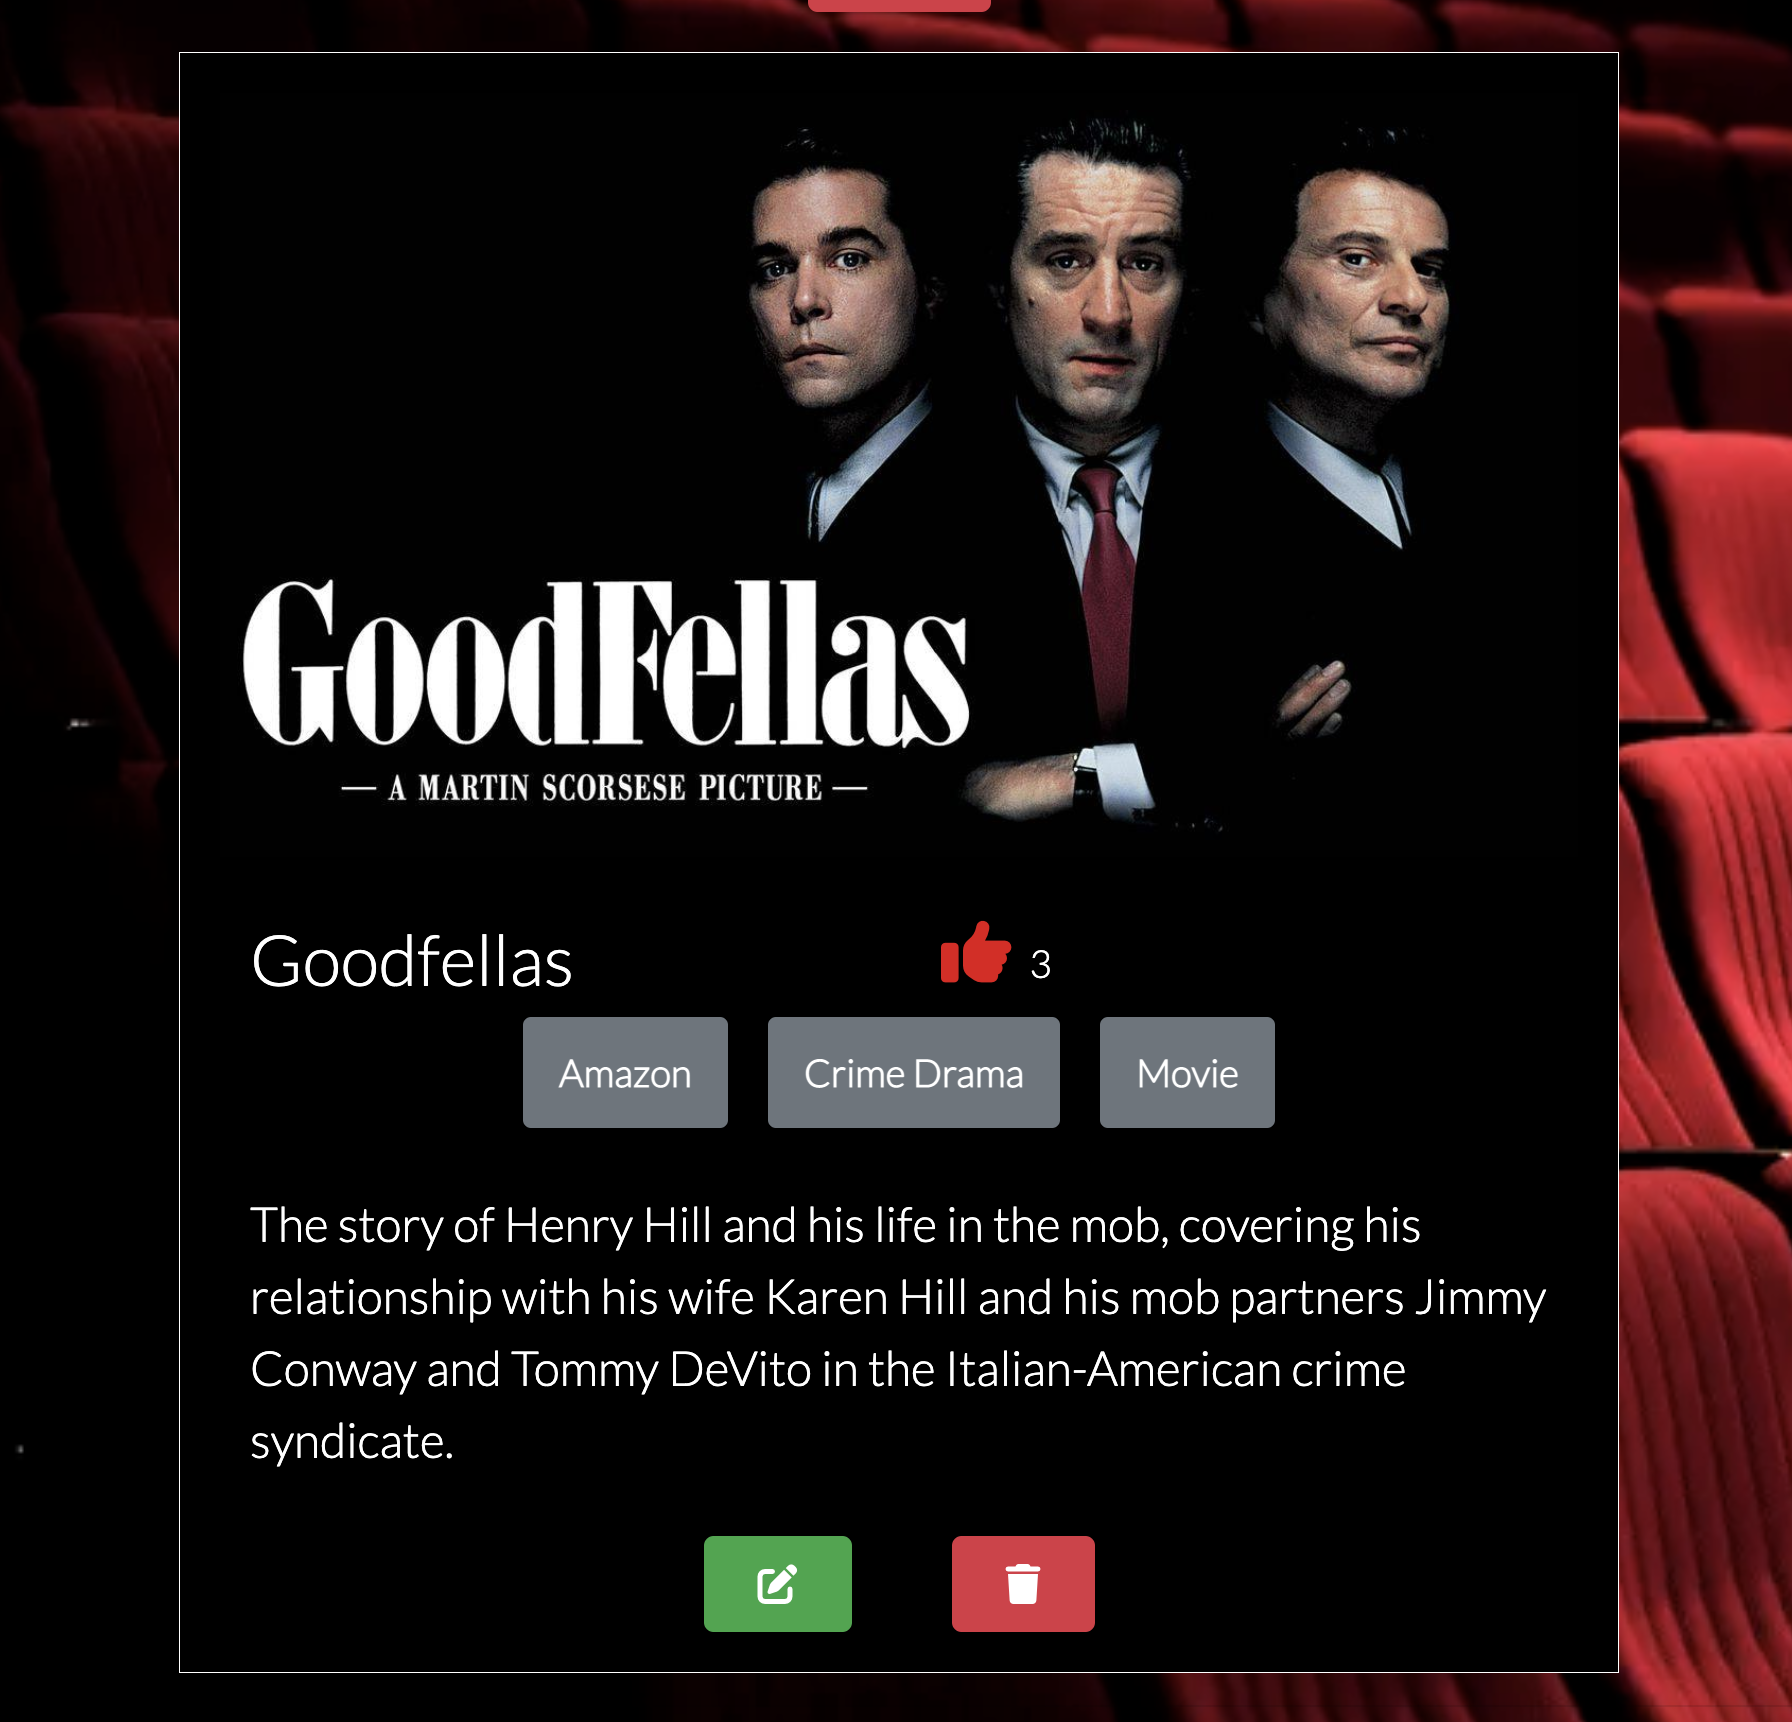 GoodFellas
— A MARTIN SCORSESE PICTURE —
Goodfellas
3
Amazon
Crime Drama
Movie
The story of Henry Hill and his life in the mob, covering his
relationship with his wife Karen Hill and his mob partners Jimmy
Conway and Tommy DeVito in the Italian-American crime
syndicate.